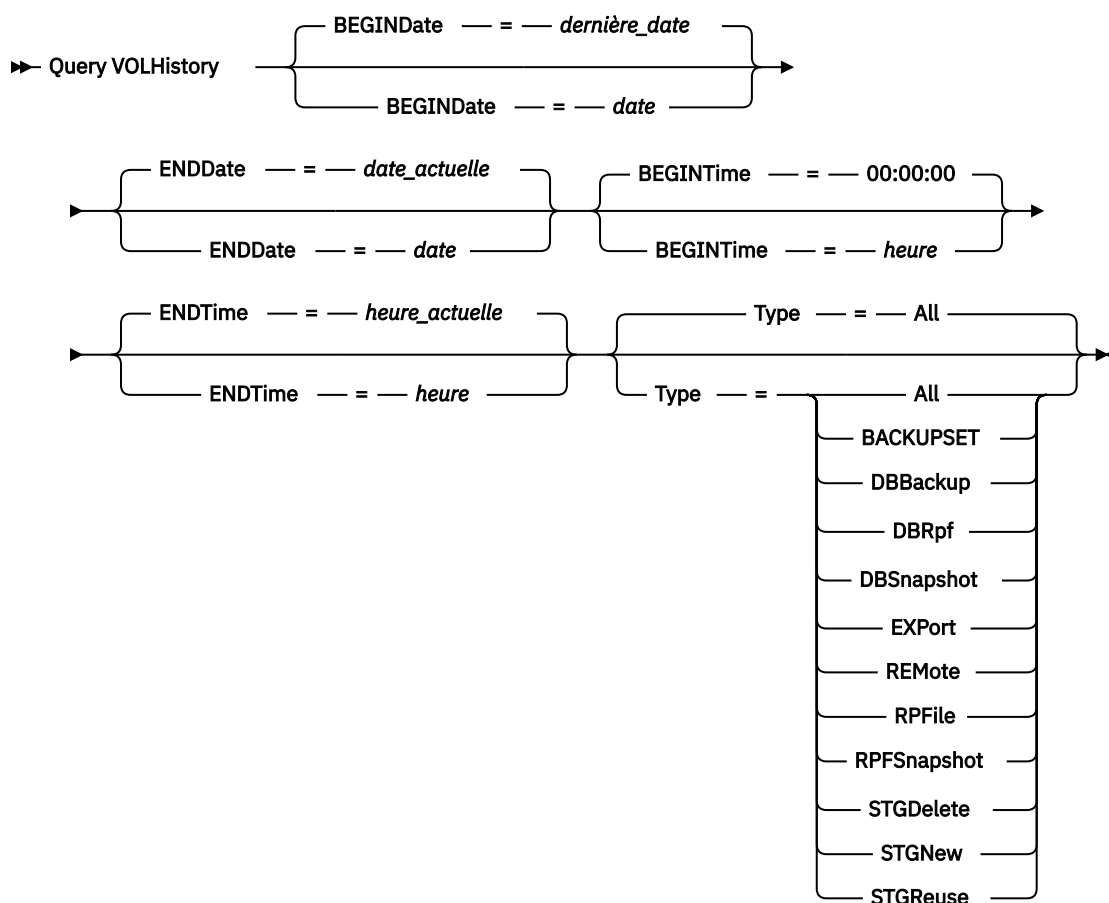 BEGINDate = dernière_date
Query VOLHistory
BEGINDate = date
ENDDate = date_actuelle
BEGINTime = 00:00:00
ENDDate = date
BEGINTime = heure
ENDTime = heure_actuelle
Type = All
ENDTime = heure
Type = All
BACKUPSET
DBBackup
DBRpf
DBSnapshot
EXPort
REMote
RPFile
RPFSnapshot
STGDelete
STGNew
STGReuse